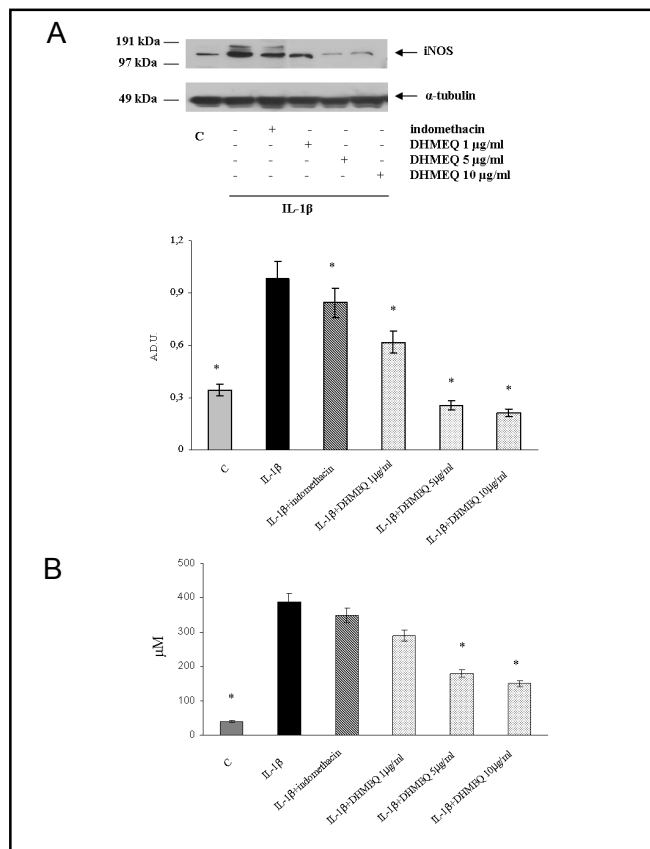 A
191 kDa
97 kDa
iNOS
49 kDa
α-tubulin
C - + - - - indomethacin
- - + - - DHMEQ 1 µg/ml
- - - + - DHMEQ 5 µg/ml
- - - - + DHMEQ 10 µg/ml
IL-1β
1,2
0,9
0,6
0,3
0
A.D.U.
* * * * *
C
IL-1β
IL-1β+indomethacin
IL-1β+DHMEQ 1µg/ml
IL-1β+DHMEQ 5µg/ml
IL-1β+DHMEQ 10µg/ml
B
500
400
300
200
100
0
µM
* * *
C
IL-1β
IL-1β+indomethacin
IL-1β+DHMEQ 1µg/ml
IL-1β+DHMEQ 5µg/ml
IL-1β+DHMEQ 10µg/ml